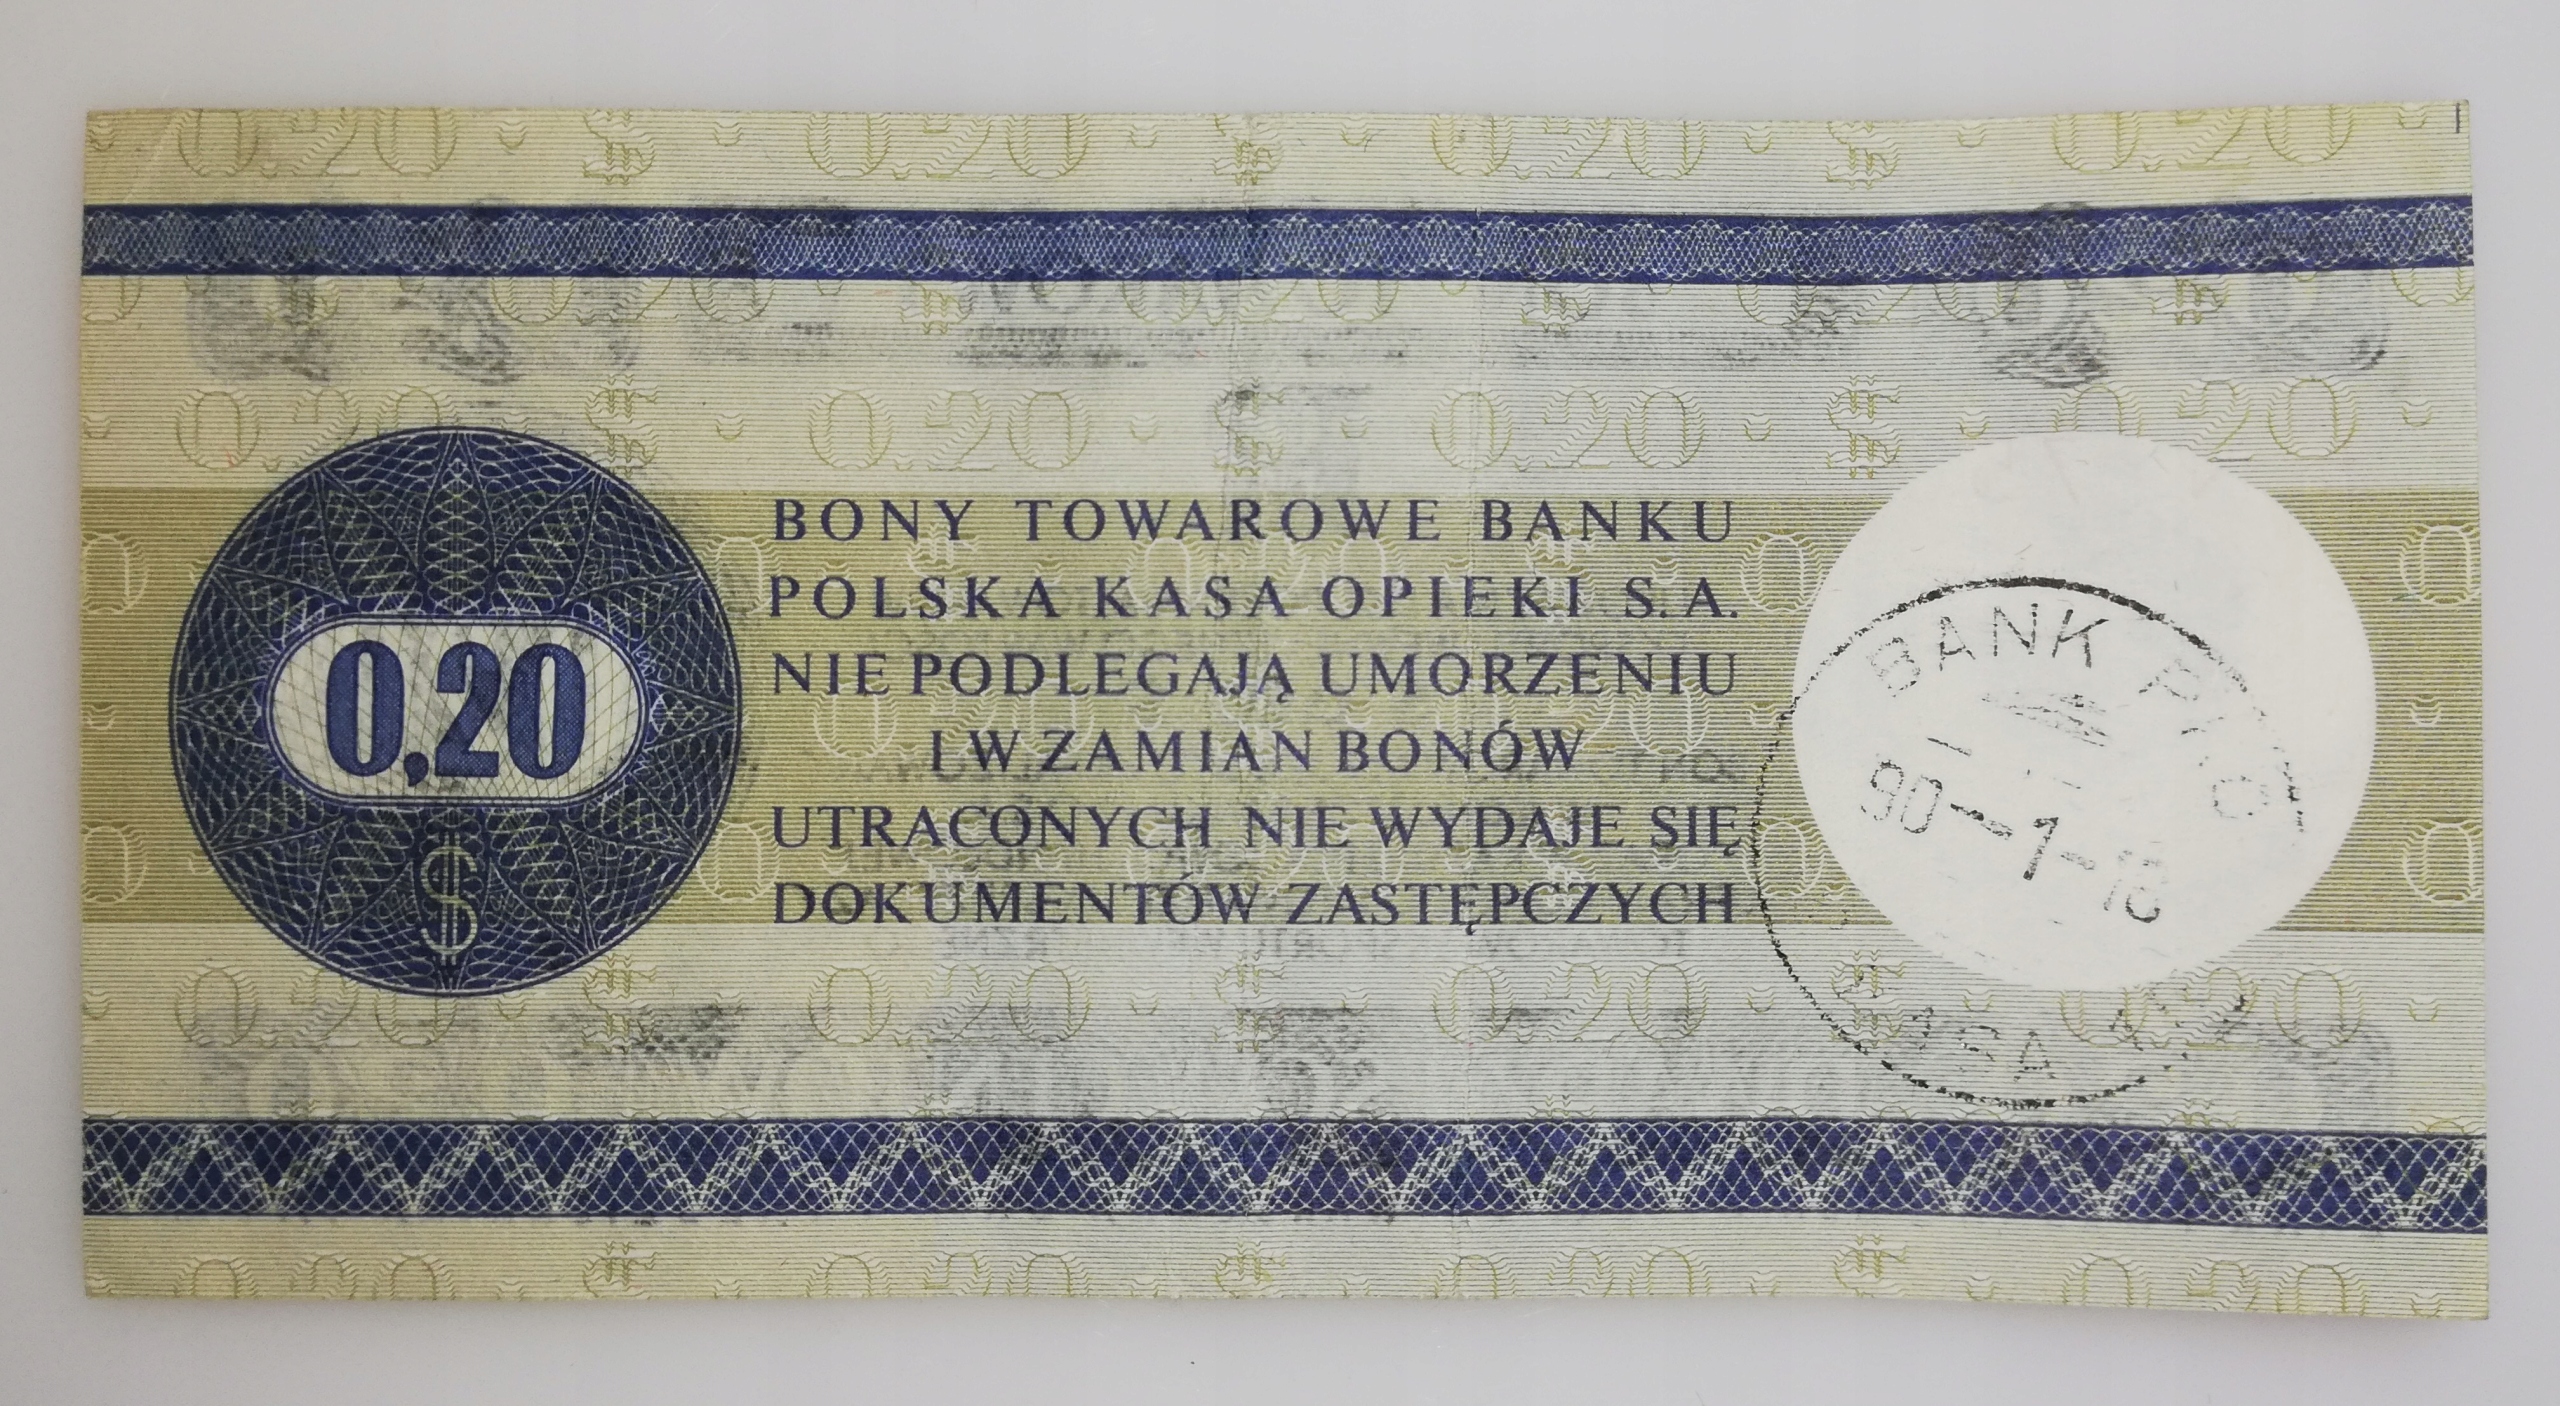 BONY TOWAROWE BANKU
POLSKA KASA OPIEKI S.A.
NIE PODLEGAJĄ UMORZENIU
I W ZAMIAN BONÓW
UTRACONYCH NIE WYDAJE SIĘ
DOKUMENTÓW ZASTĘPCZYCH
0,20
$
BANK
90-1-18